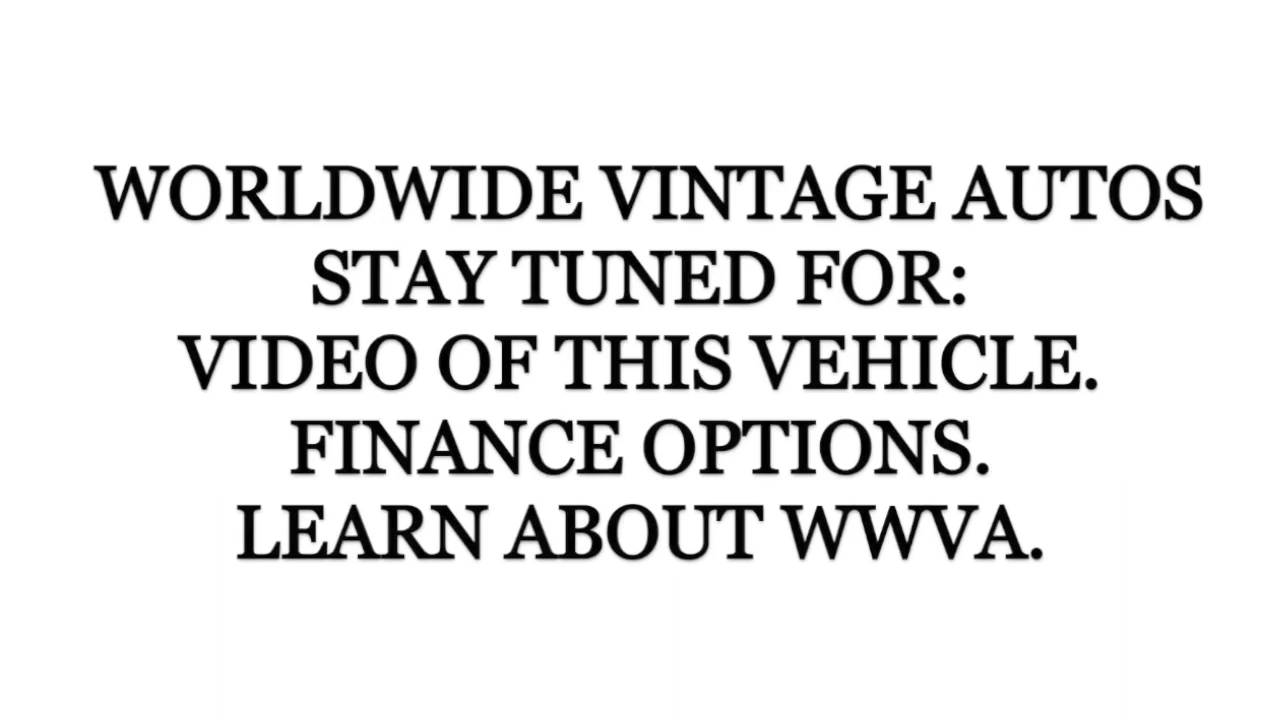 WORLDWIDE VINTAGE AUTOS
STAY TUNED FOR:
VIDEO OF THIS VEHICLE.
FINANCE OPTIONS.
LEARN ABOUT WWVA.